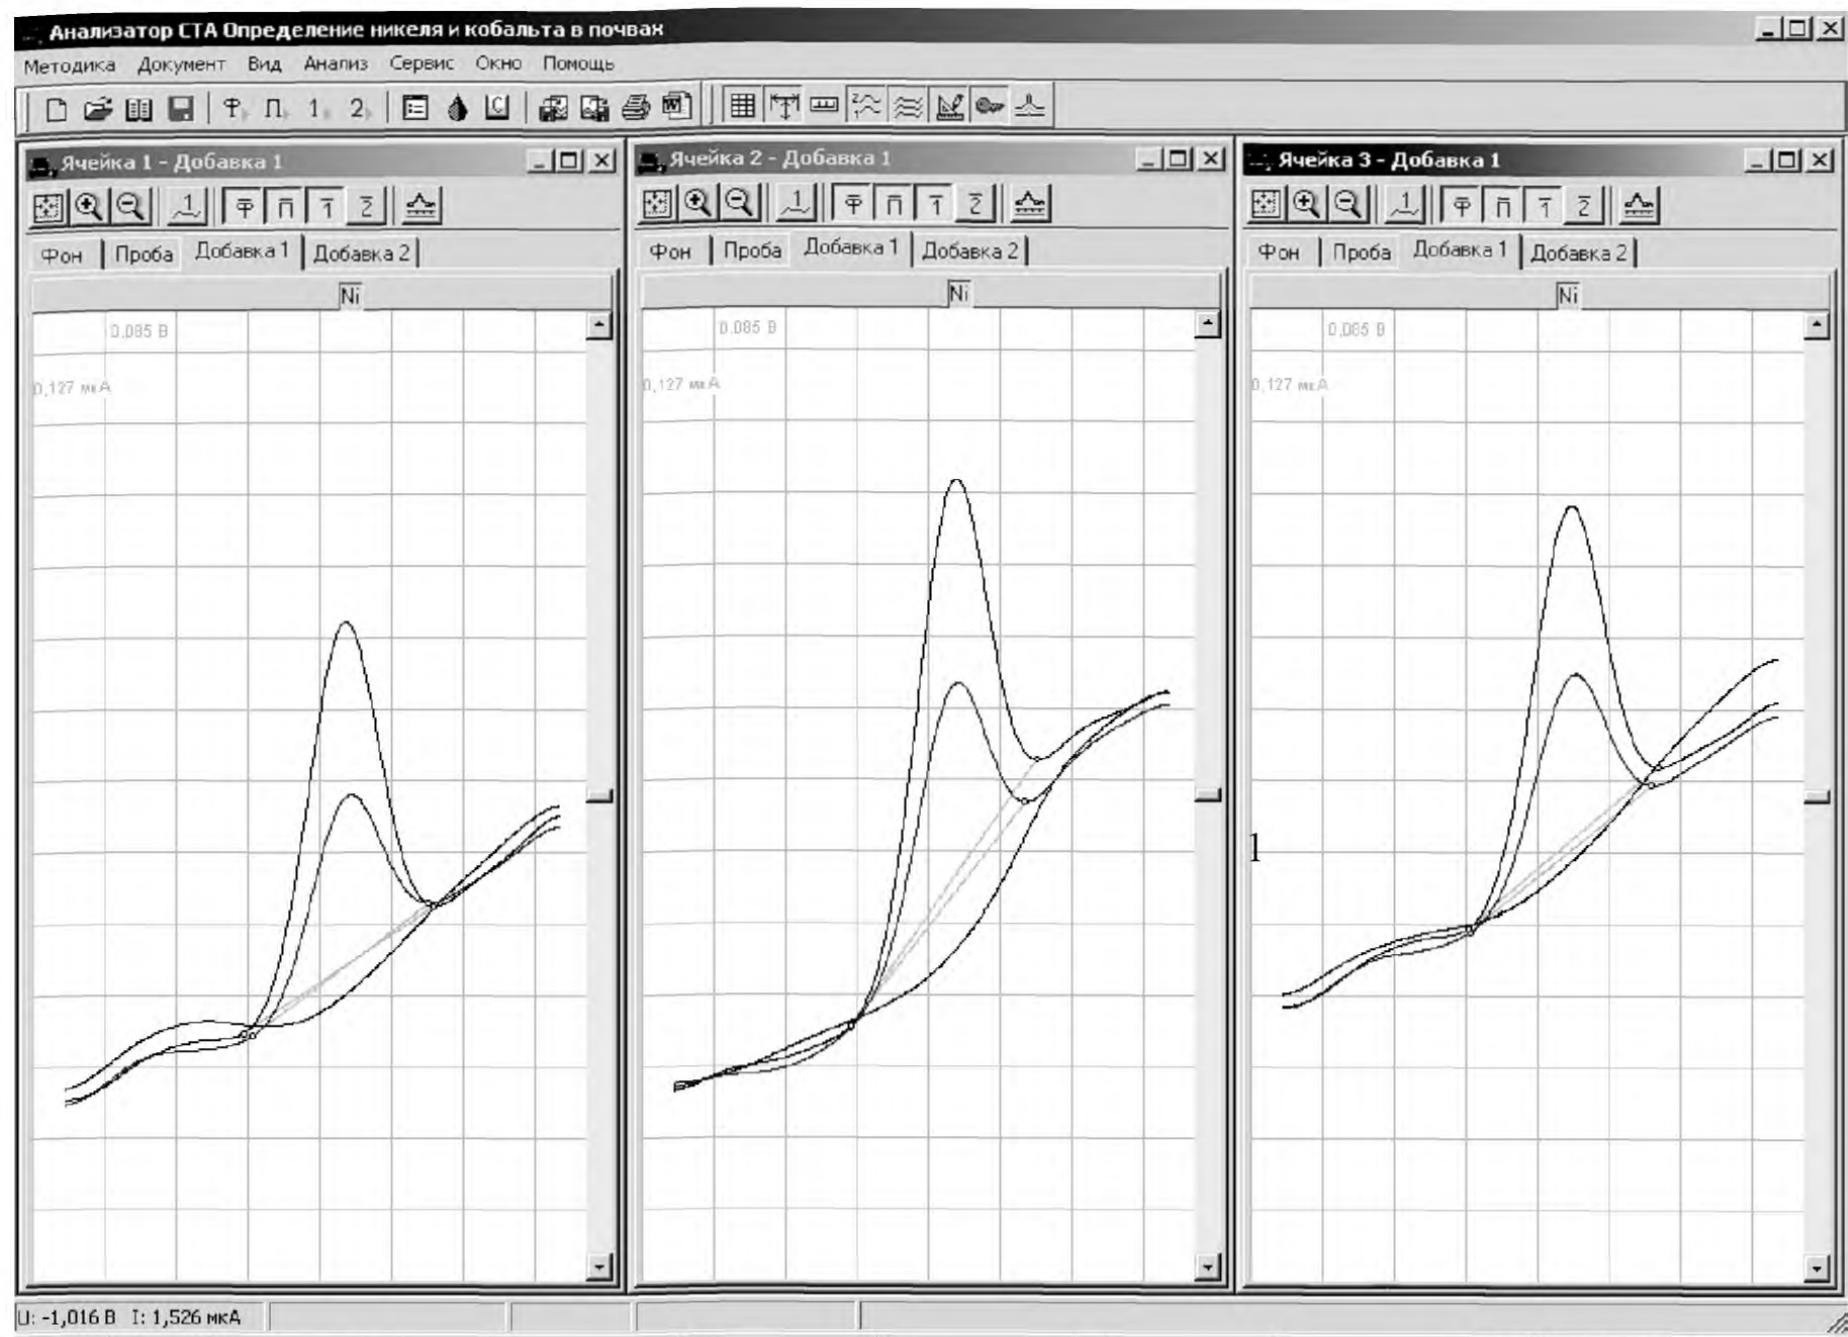 Анализатор СТА Определение никеля и кобальта в почвах
Методика Документ Вид Анализ Сервис Окно Помощь
Ячейка 1 - Добавка 1
Фон Проба Добавка 1 Добавка 2
Ni
0.085 В
0,127 мкА
Ячейка 2 - Добавка 1
Фон Проба Добавка 1 Добавка 2
Ni
0.085 В
0,127 мкА
Ячейка 3 - Добавка 1
Фон Проба Добавка 1 Добавка 2
Ni
0.085 В
0,127 мкА
1
U: -1,016 В I: 1,526 мкА